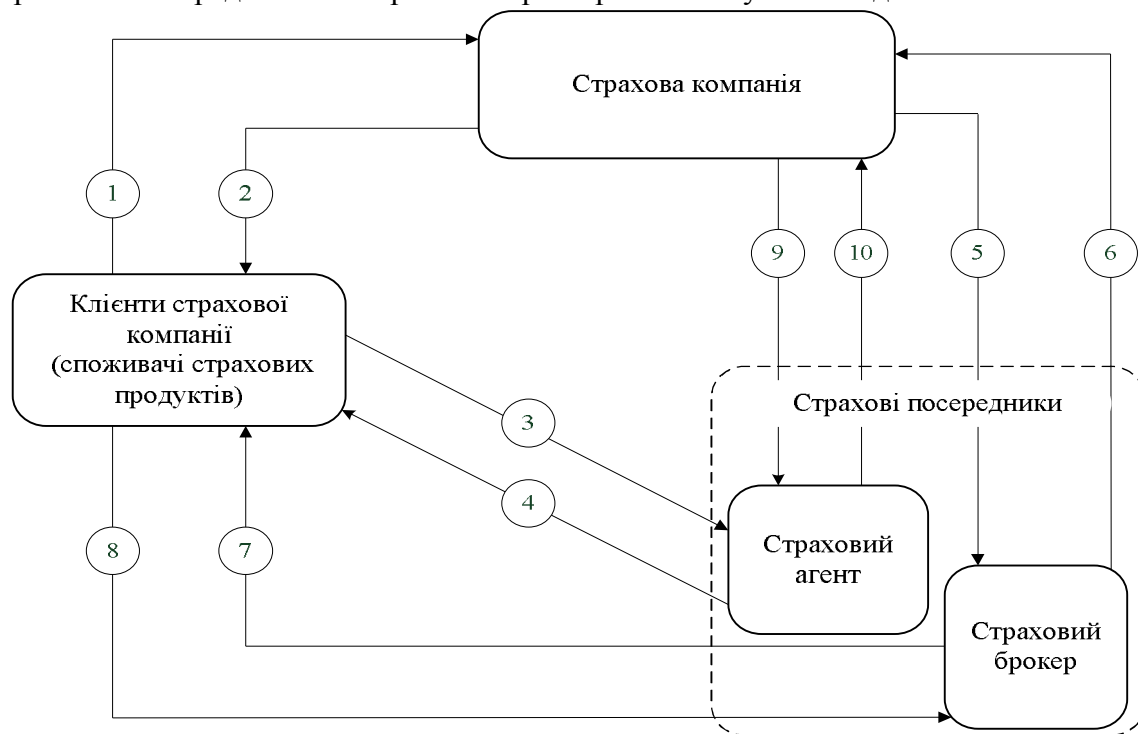 Страхова компанія
1
2
9
10
5
6
Клієнти страхової
компанії
(споживачі страхових
продуктів)
Страхові посередники
3
4
Страховий
агент
8
7
Страховий
брокер